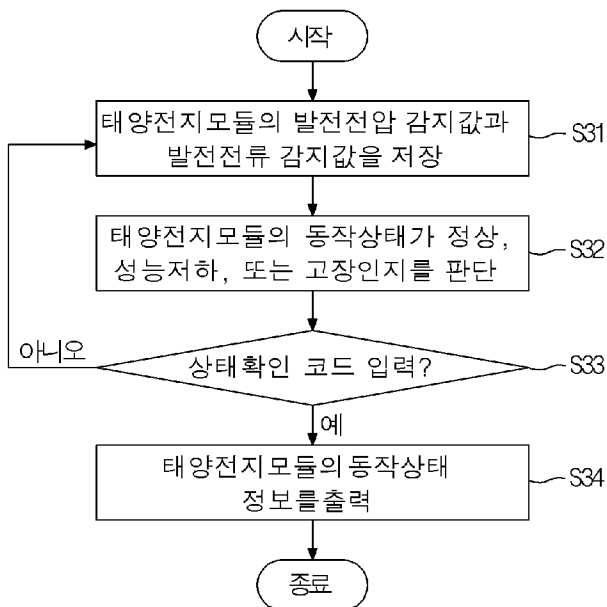 시작
태양전지모듈의 발전전압 감지값과
발전전류 감지값을 저장
S31
태양전지모듈의 동작상태가 정상,
성능저하, 또는 고장인지를 판단
S32
상태확인 코드 입력?
S33
아니오
예
태양전지모듈의 동작상태
정보를출력
S34
종료